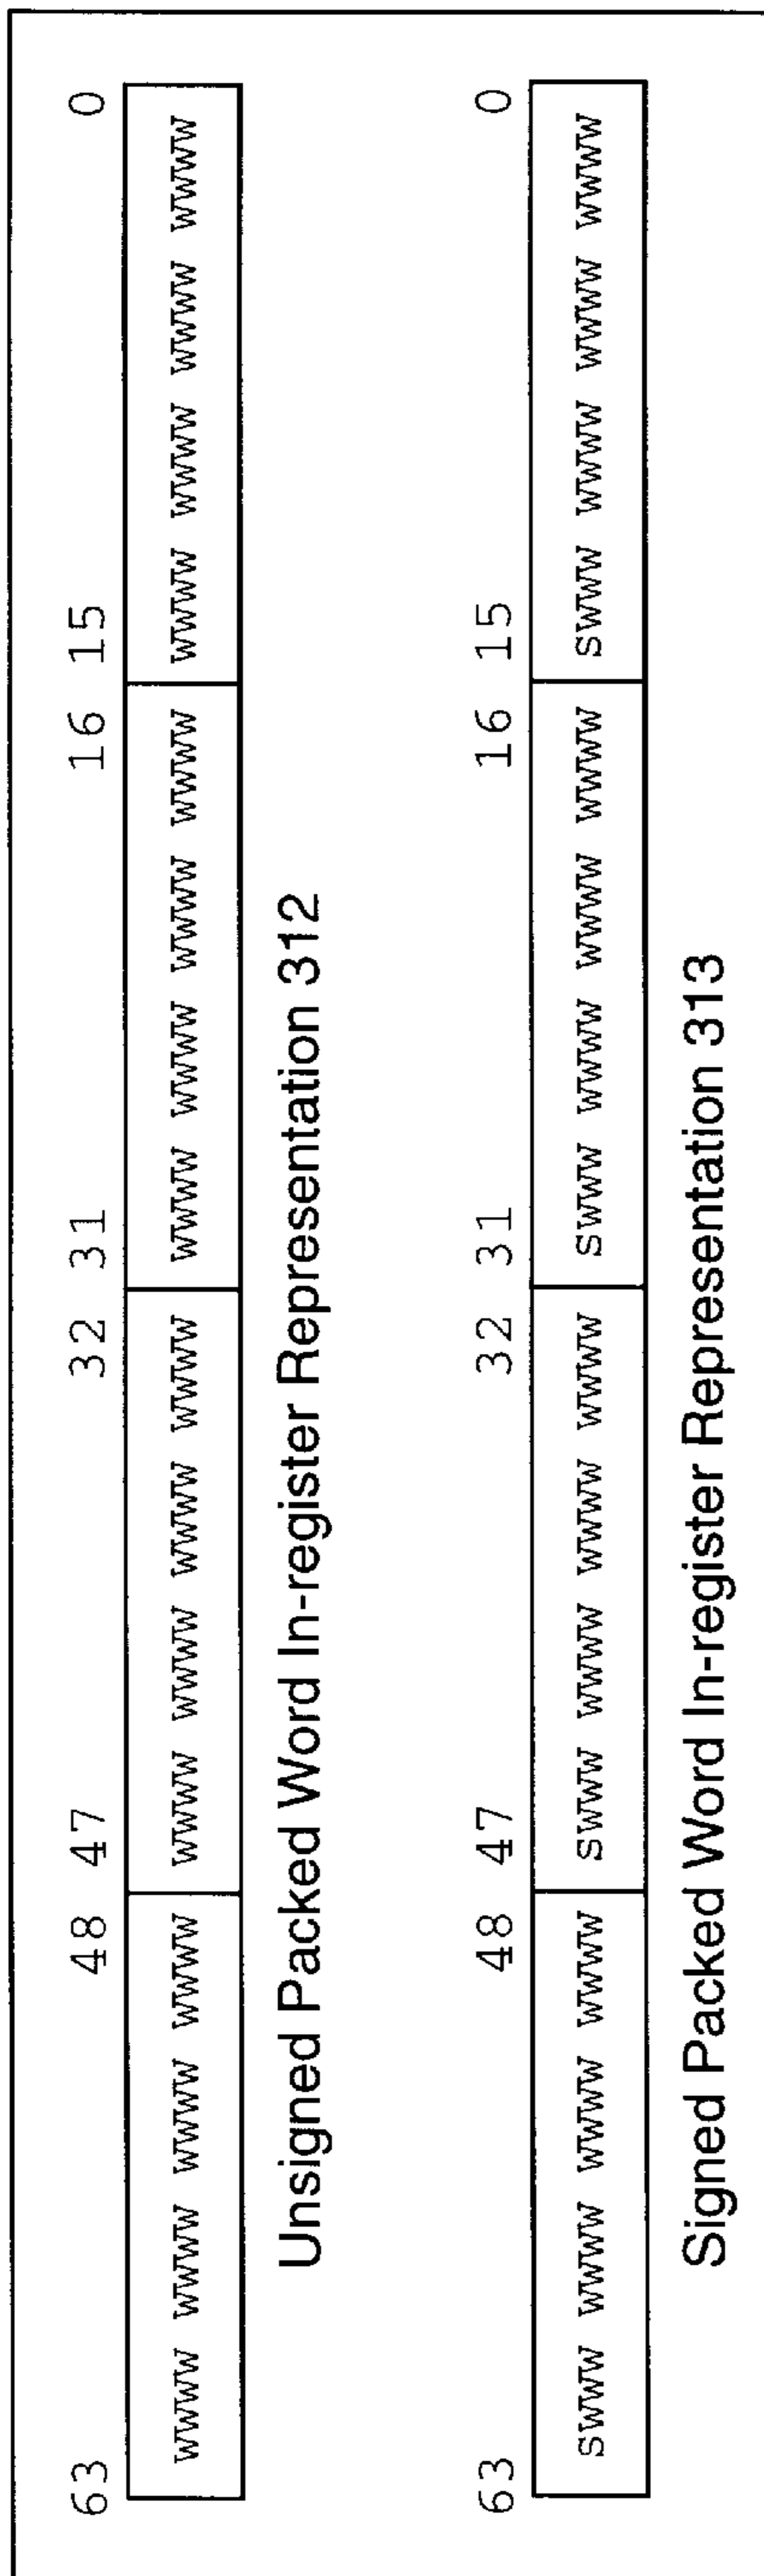 63 48 47 32 31 16 15 0
wwww wwww wwww wwww wwww wwww wwww wwww wwww wwww wwww wwww wwww wwww wwww wwww
Unsigned Packed Word In-register Representation 312
63 48 47 32 31 16 15 0
swww wwww wwww wwww swww wwww wwww wwww swww wwww wwww wwww swww wwww wwww wwww
Signed Packed Word In-register Representation 313